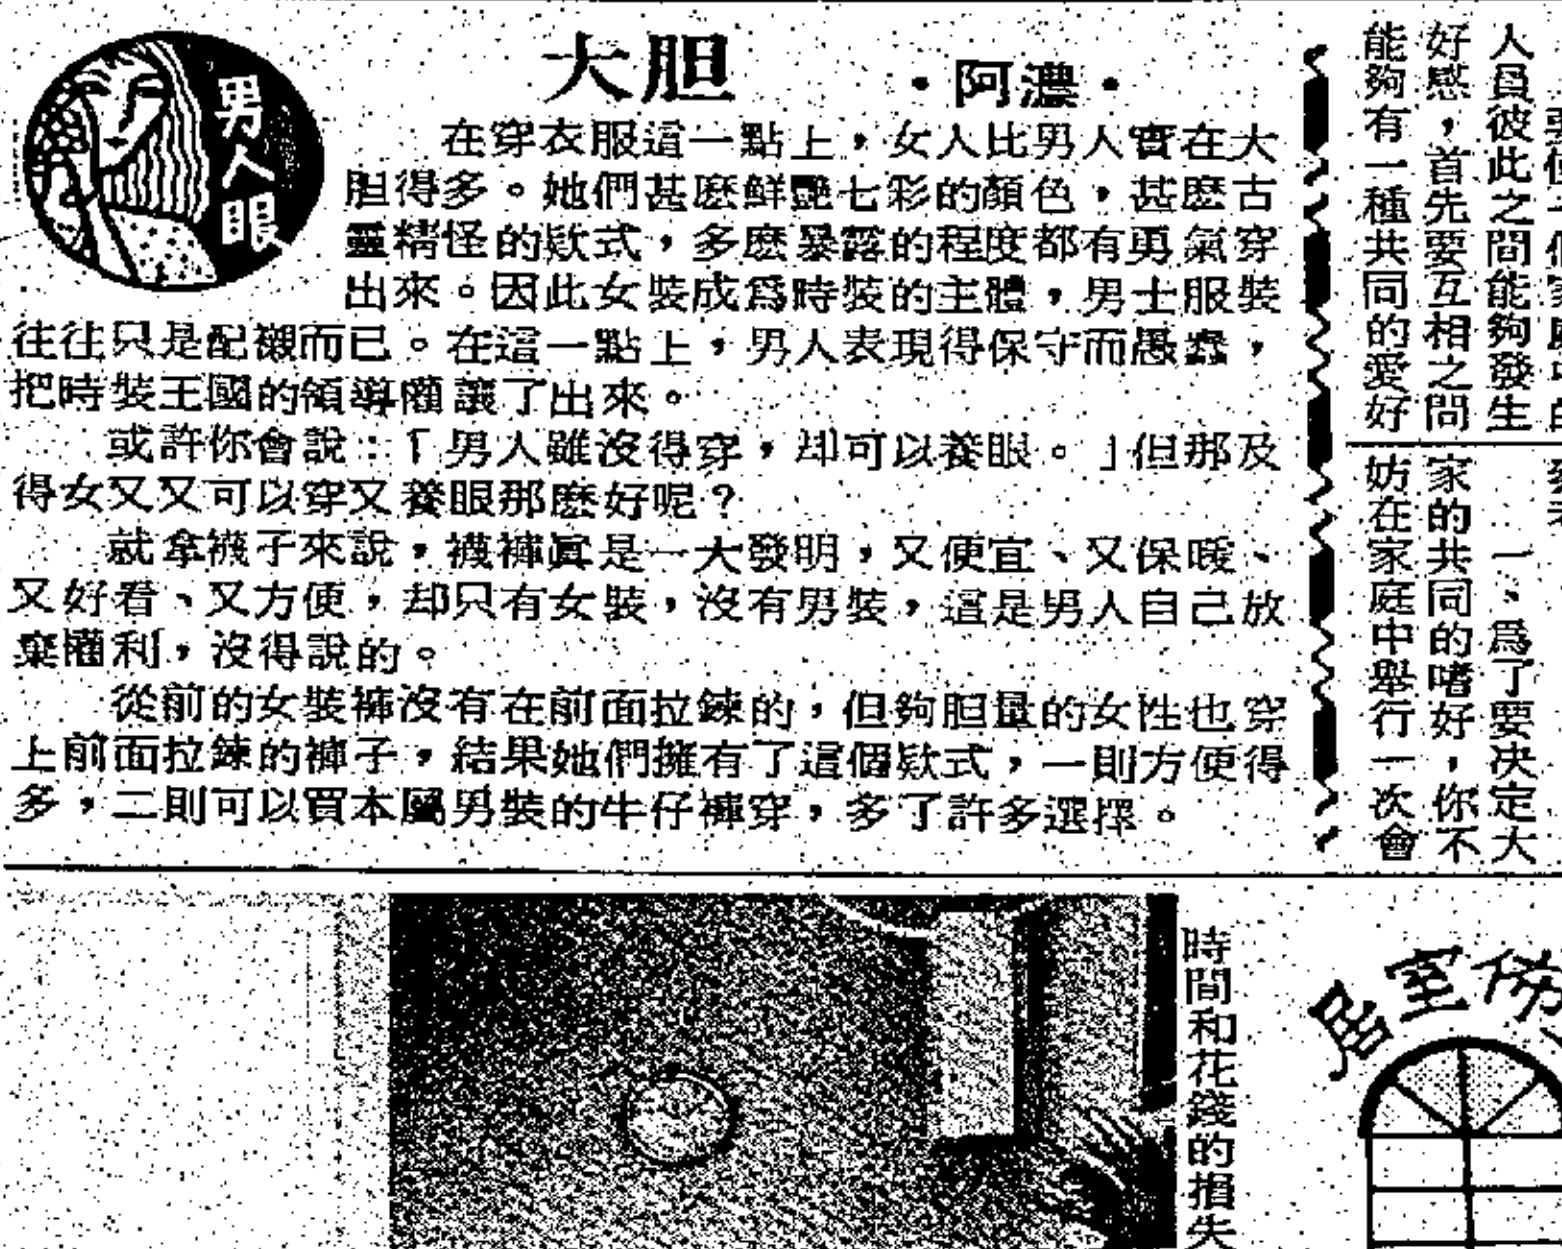 大胆
·阿濃·
男人眼
在穿衣服這一點上，女人比男人實在大
胆得多。她們甚麽鮮艷七彩的顏色，甚麽古
靈精怪的欵式，多麽暴露的程度都有勇氣穿
出來。因此女裝成爲時裝的主體，男士服裝
往往只是配襯而已。在這一點上，男人表現得保守而愚蠢，
把時裝王國的領導權讓了出來。
或許你會說：「男人雖沒得穿，却可以養眼。」但那及
得女又又可以穿又養眼那麽好呢？
就拿襪子來說，襪褲眞是一大發明，又便宜、又保暖、
又好看、又方便，却只有女裝，沒有男裝，這是男人自己放
棄權利，沒得說的。
從前的女裝褲沒有在前面拉鍊的，但夠胆量的女性也穿
上前面拉鍊的褲子，結果她們擁有了這個欵式，一則方便得
多，二則可以買本屬男裝的牛仔褲穿，多了許多選擇。
人員彼此之間能夠發生
好感，首先要互相之間
能夠有一種共同的愛好
一、爲了要決定大
家的共同的嗜好，你不
妨在家庭中舉行一次會
時間和花錢的損失
居室